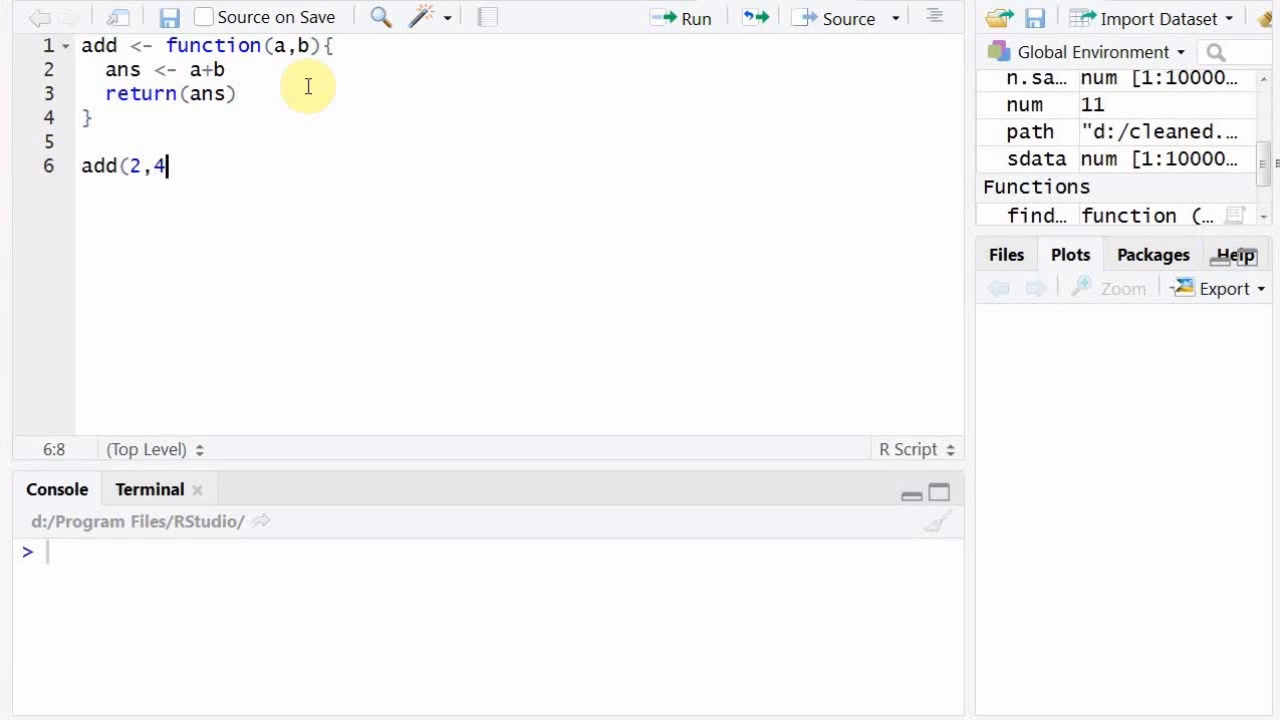 Source on Save
Run
Source
Import Dataset
1 add <- function(a,b){
2 ans <- a+b
3 return(ans)
4 }
5
6 add(2,4
Global Environment
n.sa… num [1:10000…
num 11
path "d:/cleaned.…
sdata num [1:10000…
Functions
find… function (…
Files Plots Packages Help
Zoom Export
6:8 (Top Level) R Script
Console Terminal
d:/Program Files/RStudio/
>